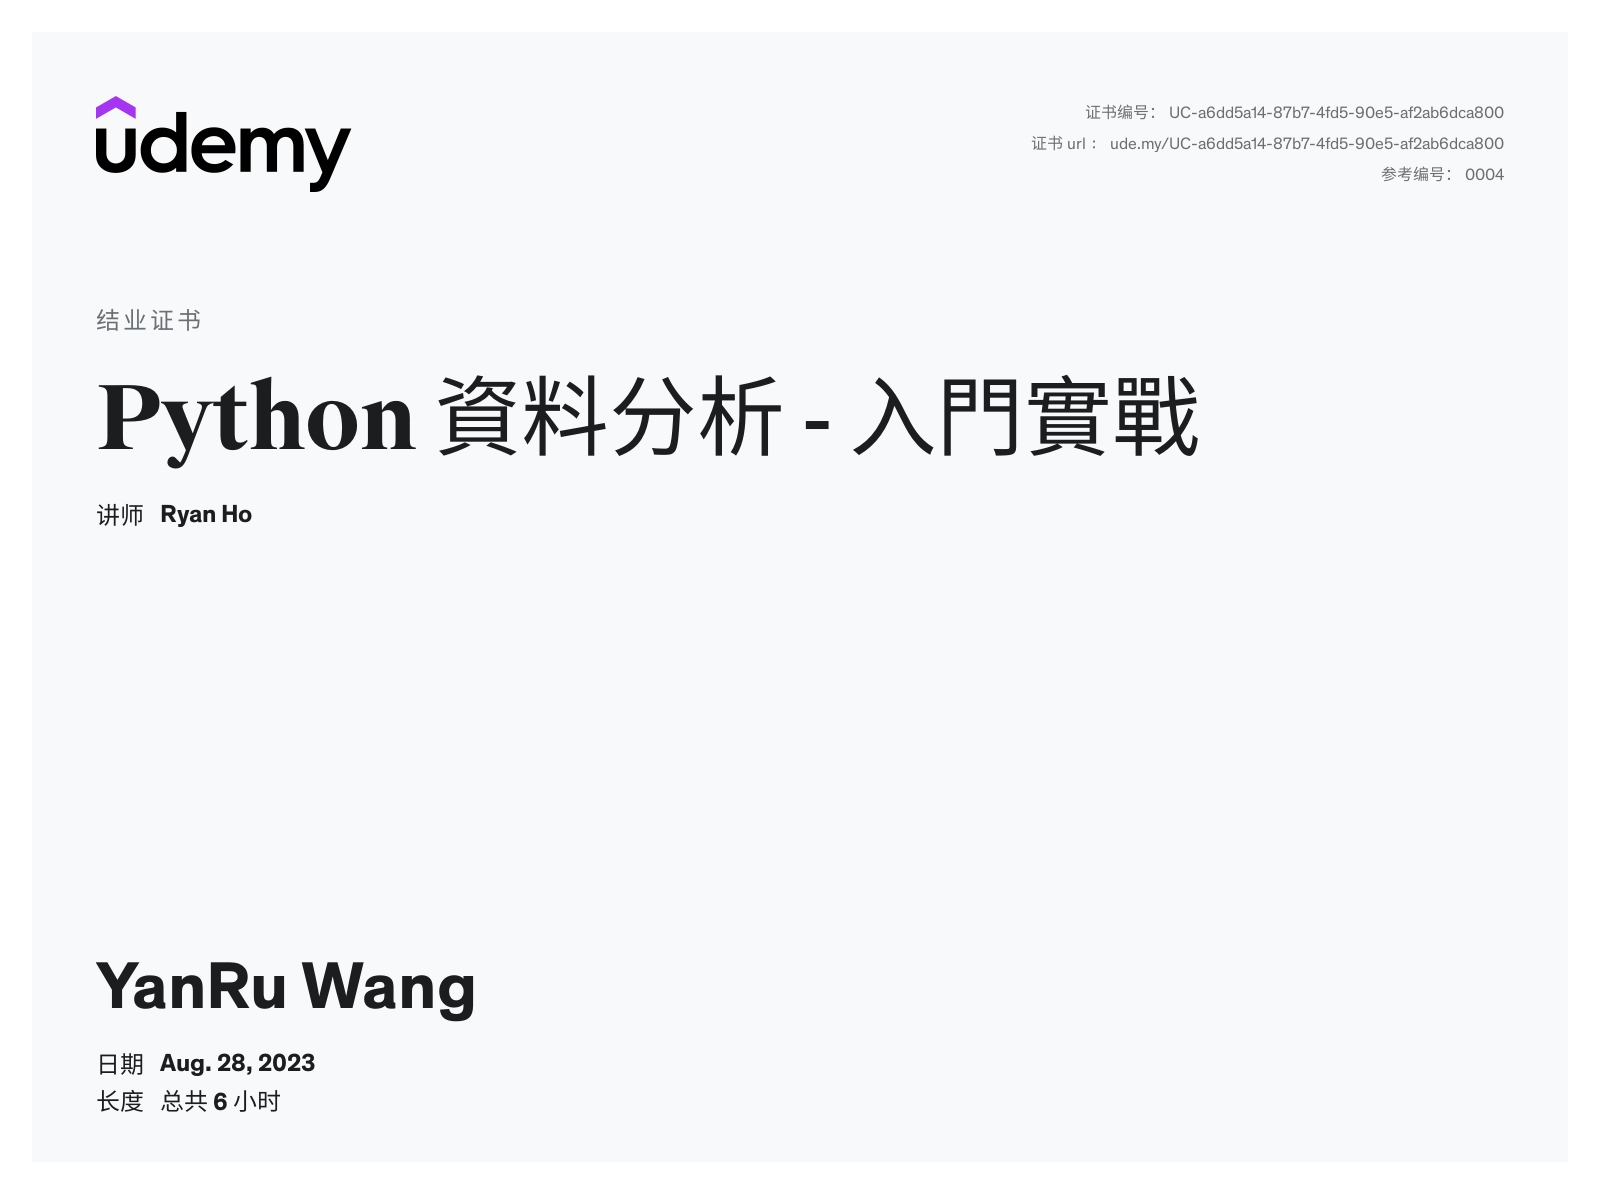 udemy
证书编号： UC-a6dd5a14-87b7-4fd5-90e5-af2ab6dca800
证书 url： ude.my/UC-a6dd5a14-87b7-4fd5-90e5-af2ab6dca800
参考编号： 0004
结业证书
Python 資料分析 - 入門實戰
讲师 Ryan Ho
YanRu Wang
日期 Aug. 28, 2023
长度 总共 6 小时